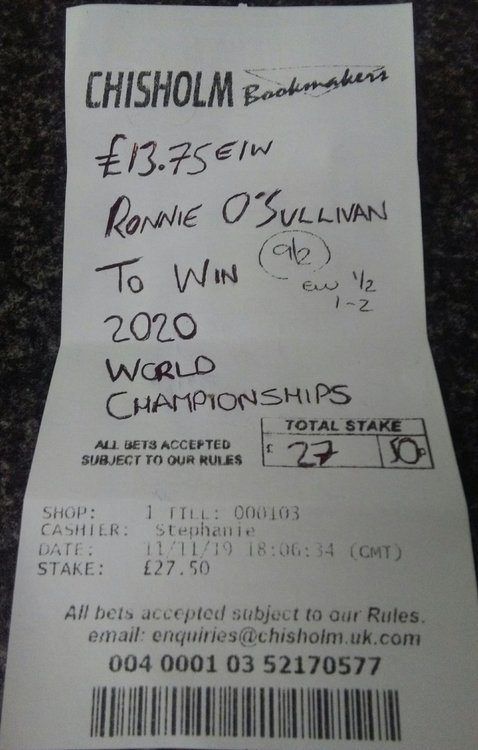 CHISHOLM Bookmakers
£13.75 E/W
RONNIE O'SULLIVAN
TO WIN 9/2
EW 1/2
1-2
2020
WORLD
CHAMPIONSHIPS
TOTAL STAKE
£ 27 50p
ALL BETS ACCEPTED
SUBJECT TO OUR RULES
SHOP: 1 TILL: 000103
CASHIER: Stephanie
DATE: 11/11/19 18:06:34 (GMT)
STAKE: £27.50
All bets accepted subject to our Rules.
email: enquiries@chisholm.uk.com
004 0001 03 52170577